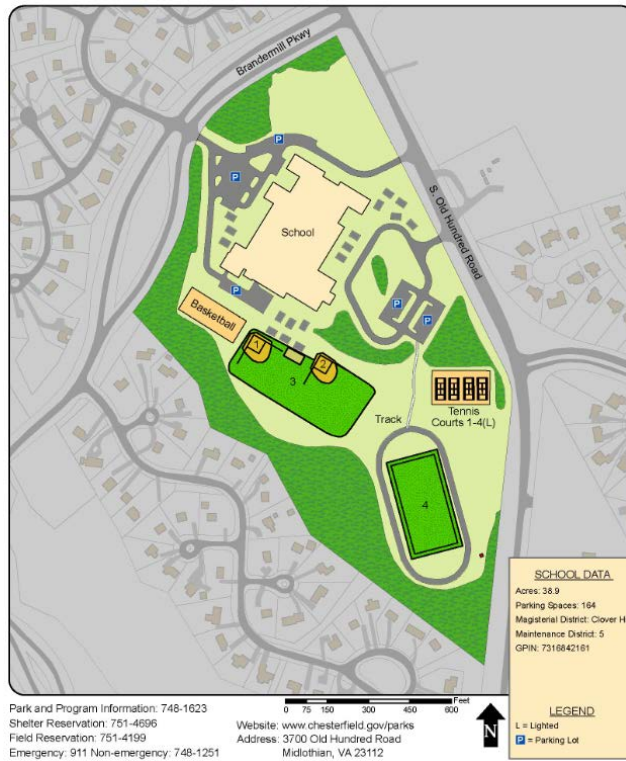 Brandermill Pkwy
P
P
S. Old Hundred Road
School
P
P
P
Basketball
1
2
3
Tennis
Courts 1-4(L)
Track
4
SCHOOL DATA
Acres: 38.9
Parking Spaces: 164
Magisterial District: Clover H
Maintenance District: 5
GPIN: 7316842161
LEGEND
L = Lighted
P = Parking Lot
Feet
0 75 150 300 450 600
Park and Program Information: 748-1623
Shelter Reservation: 751-4696
Field Reservation: 751-4199
Emergency: 911 Non-emergency: 748-1251
Website: www.chesterfield.gov/parks
Address: 3700 Old Hundred Road
Midlothian, VA 23112
N